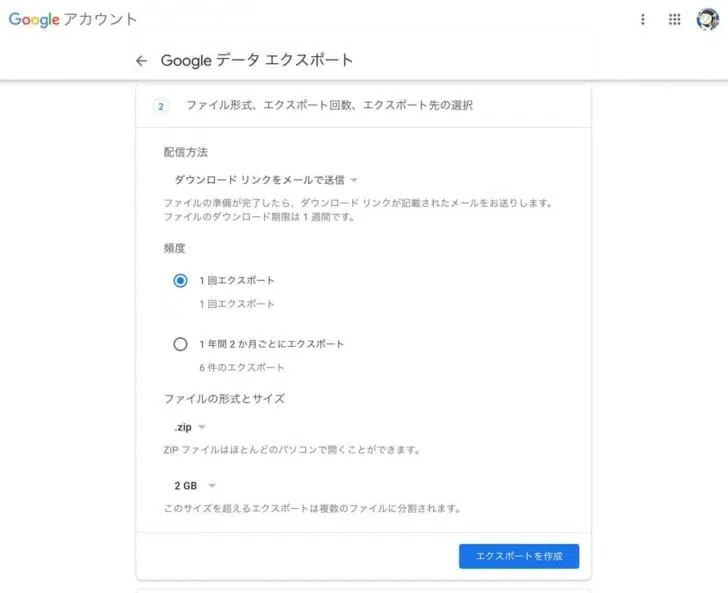 Google アカウント
Google データ エクスポート
2 ファイル形式、エクスポート回数、エクスポート先の選択
配信方法
ダウンロード リンクをメールで送信
ファイルの準備が完了したら、ダウンロード リンクが記載されたメールをお送りします。
ファイルのダウンロード期限は 1 週間です。
頻度
1 回エクスポート
1 回エクスポート
1 年間 2 か月ごとにエクスポート
6 件のエクスポート
ファイルの形式とサイズ
.zip
ZIP ファイルはほとんどのパソコンで開くことができます。
2 GB
このサイズを超えるエクスポートは複数のファイルに分割されます。
エクスポートを作成